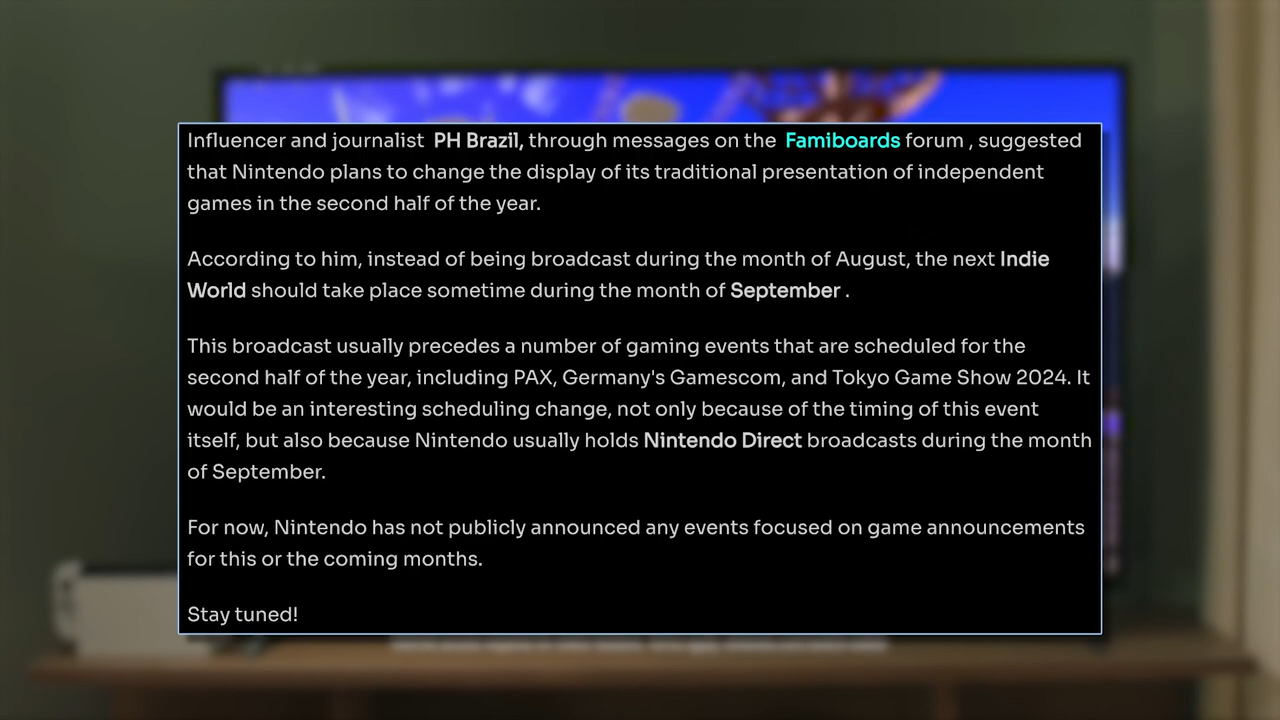 Influencer and journalist PH Brazil, through messages on the Famiboards forum , suggested
that Nintendo plans to change the display of its traditional presentation of independent
games in the second half of the year.
According to him, instead of being broadcast during the month of August, the next Indie
World should take place sometime during the month of September .
This broadcast usually precedes a number of gaming events that are scheduled for the
second half of the year, including PAX, Germany's Gamescom, and Tokyo Game Show 2024. It
would be an interesting scheduling change, not only because of the timing of this event
itself, but also because Nintendo usually holds Nintendo Direct broadcasts during the month
of September.
For now, Nintendo has not publicly announced any events focused on game announcements
for this or the coming months.
Stay tuned!